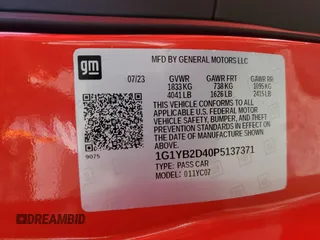 gm
MFD BY GENERAL MOTORS LLC
07/23 GVWR GAWR FRT GAWR RR
1833 KG 738 KG 1095 KG
4041 LB 1626 LB 2415 LB
THIS VEHICLE CONFORMS TO ALL
APPLICABLE U.S. FEDERAL MOTOR
VEHICLE SAFETY, BUMPER, AND THEFT
PREVENTION STANDARDS IN EFFECT ON THE
DATE OF MANUFACTURE SHOWN ABOVE.
9075
1G1YB2D40P5137371
TYPE: PASS CAR
MODEL: 011YC07
DREAMBID